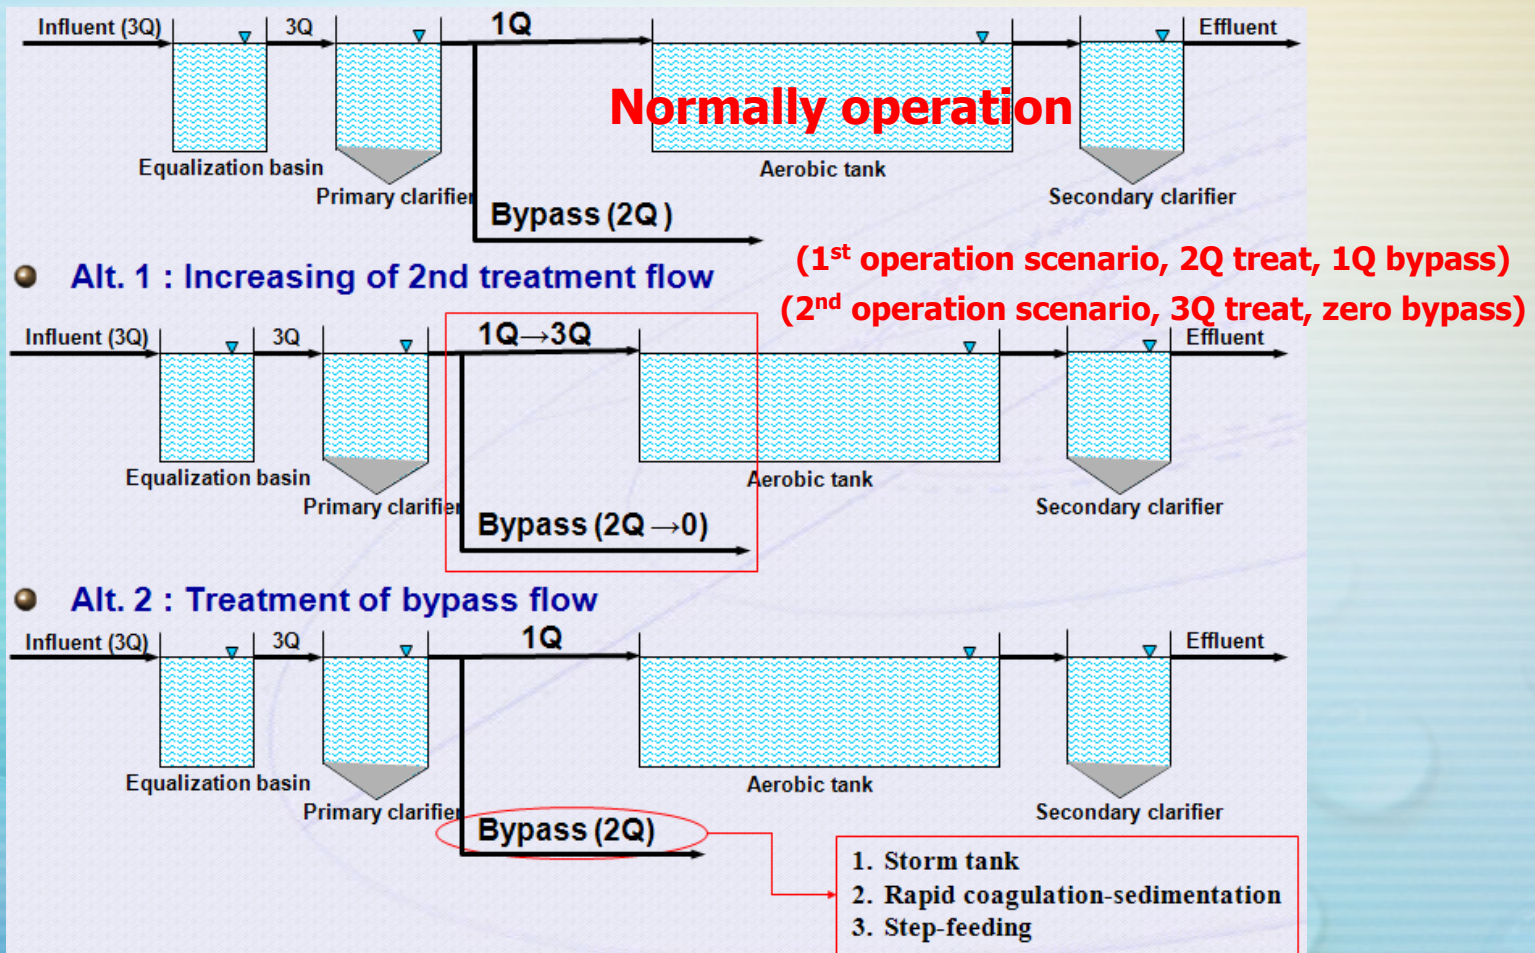 Influent (3Q)
3Q
1Q
Effluent
Normally operation
Equalization basin
Primary clarifier
Aerobic tank
Secondary clarifier
Bypass (2Q )
(1st operation scenario, 2Q treat, 1Q bypass)
Alt. 1 : Increasing of 2nd treatment flow
(2nd operation scenario, 3Q treat, zero bypass)
Influent (3Q)
3Q
1Q→3Q
Effluent
Equalization basin
Primary clarifier
Aerobic tank
Secondary clarifier
Bypass (2Q →0)
Alt. 2 : Treatment of bypass flow
Influent (3Q)
3Q
1Q
Effluent
Equalization basin
Primary clarifier
Aerobic tank
Secondary clarifier
Bypass (2Q)
1. Storm tank
2. Rapid coagulation-sedimentation
3. Step-feeding